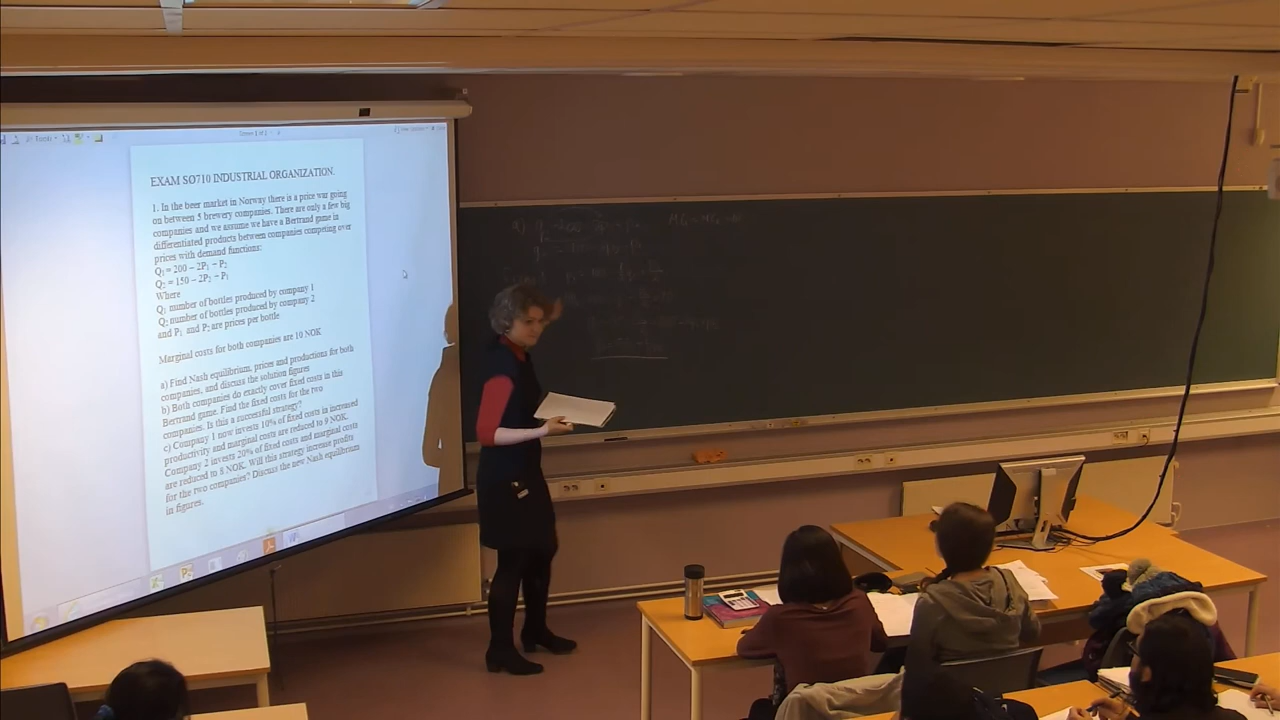 EXAM SØ710 INDUSTRIAL ORGANIZATION.
1. In the beer market in Norway there is a price war going
on between 5 brewery companies. There are only a few big
companies and we assume we have a Bertrand game in
differentiated products between companies competing over
prices with demand functions:
Q₁ = 200 – 2P₁ – P₂
Q₂ = 150 – 2P₂ – P₁
Where
Q₁ number of bottles produced by company 1
Q₂ number of bottles produced by company 2
and P₁ and P₂ are prices per bottle
Marginal costs for both companies are 10 NOK
a) Find Nash equilibrium, prices and productions for both
companies, and discuss the solution figures
b) Both companies do exactly cover fixed costs in this
Bertrand game. Find the fixed costs for the two
companies. Is this a successful strategy?
c) Company 1 now invests 10% of fixed costs in increased
productivity and marginal costs are reduced to 9 NOK.
Company 2 invests 20% of fixed costs and marginal costs
are reduced to 8 NOK. Will this strategy increase profits
for the two companies? Discuss the new Nash equilibrium
in figures.